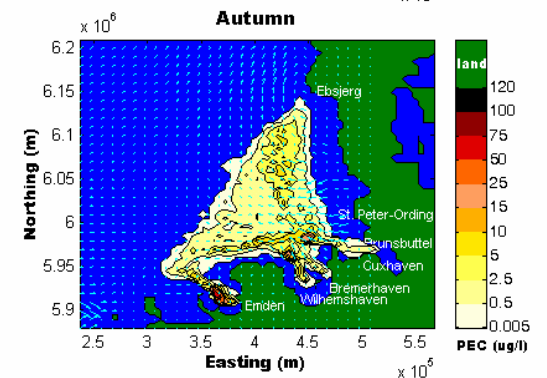 Autumn
x 10^6
6.2
6.15
6.1
6.05
6
5.95
5.9
Northing (m)
Ebsjerg
St. Peter-Ording
Brunsbuttel
Cuxhaven
Bremerhaven
Wilhemshaven
Emden
2.5
3
3.5
4
4.5
5
5.5
Easting (m)
x 10^5
land
120
100
75
50
25
15
10
5
2.5
0.5
0.005
PEC (ug/l)